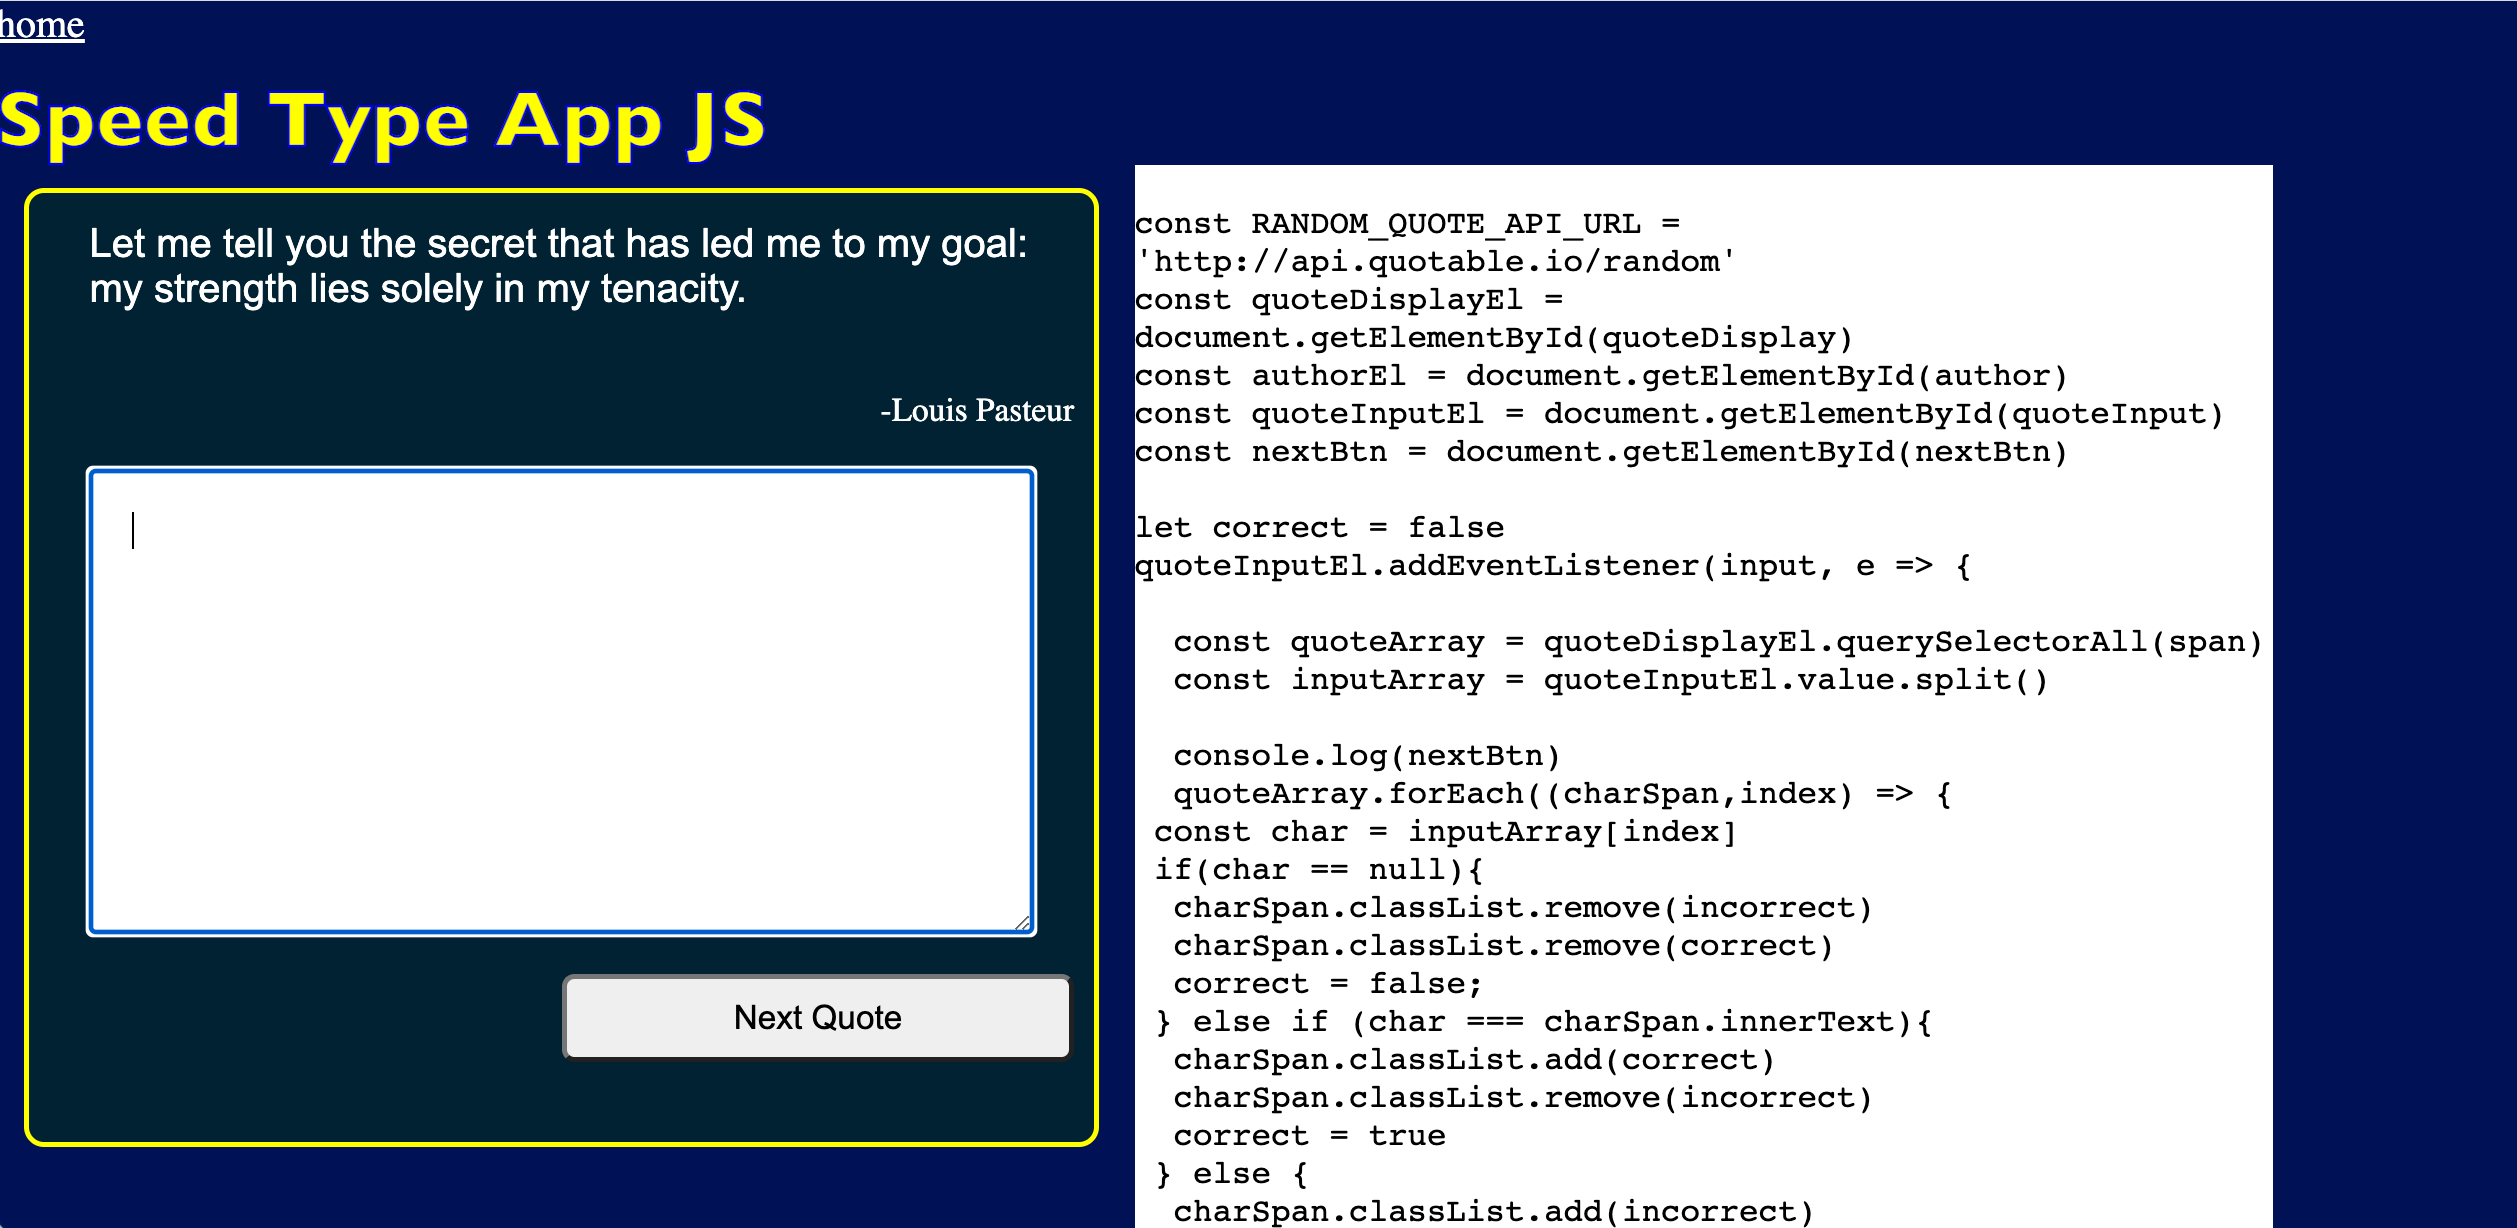 home
Speed Type App JS
Let me tell you the secret that has led me to my goal:
my strength lies solely in my tenacity.
-Louis Pasteur
Next Quote
const RANDOM_QUOTE_API_URL =
'http://api.quotable.io/random'
const quoteDisplayEl =
document.getElementById(quoteDisplay)
const authorEl = document.getElementById(author)
const quoteInputEl = document.getElementById(quoteInput)
const nextBtn = document.getElementById(nextBtn)
let correct = false
quoteInputEl.addEventListener(input, e => {
const quoteArray = quoteDisplayEl.querySelectorAll(span)
const inputArray = quoteInputEl.value.split()
console.log(nextBtn)
quoteArray.forEach((charSpan,index) => {
const char = inputArray[index]
if(char == null){
charSpan.classList.remove(incorrect)
charSpan.classList.remove(correct)
correct = false;
} else if (char === charSpan.innerText){
charSpan.classList.add(correct)
charSpan.classList.remove(incorrect)
correct = true
} else {
charSpan.classList.add(incorrect)